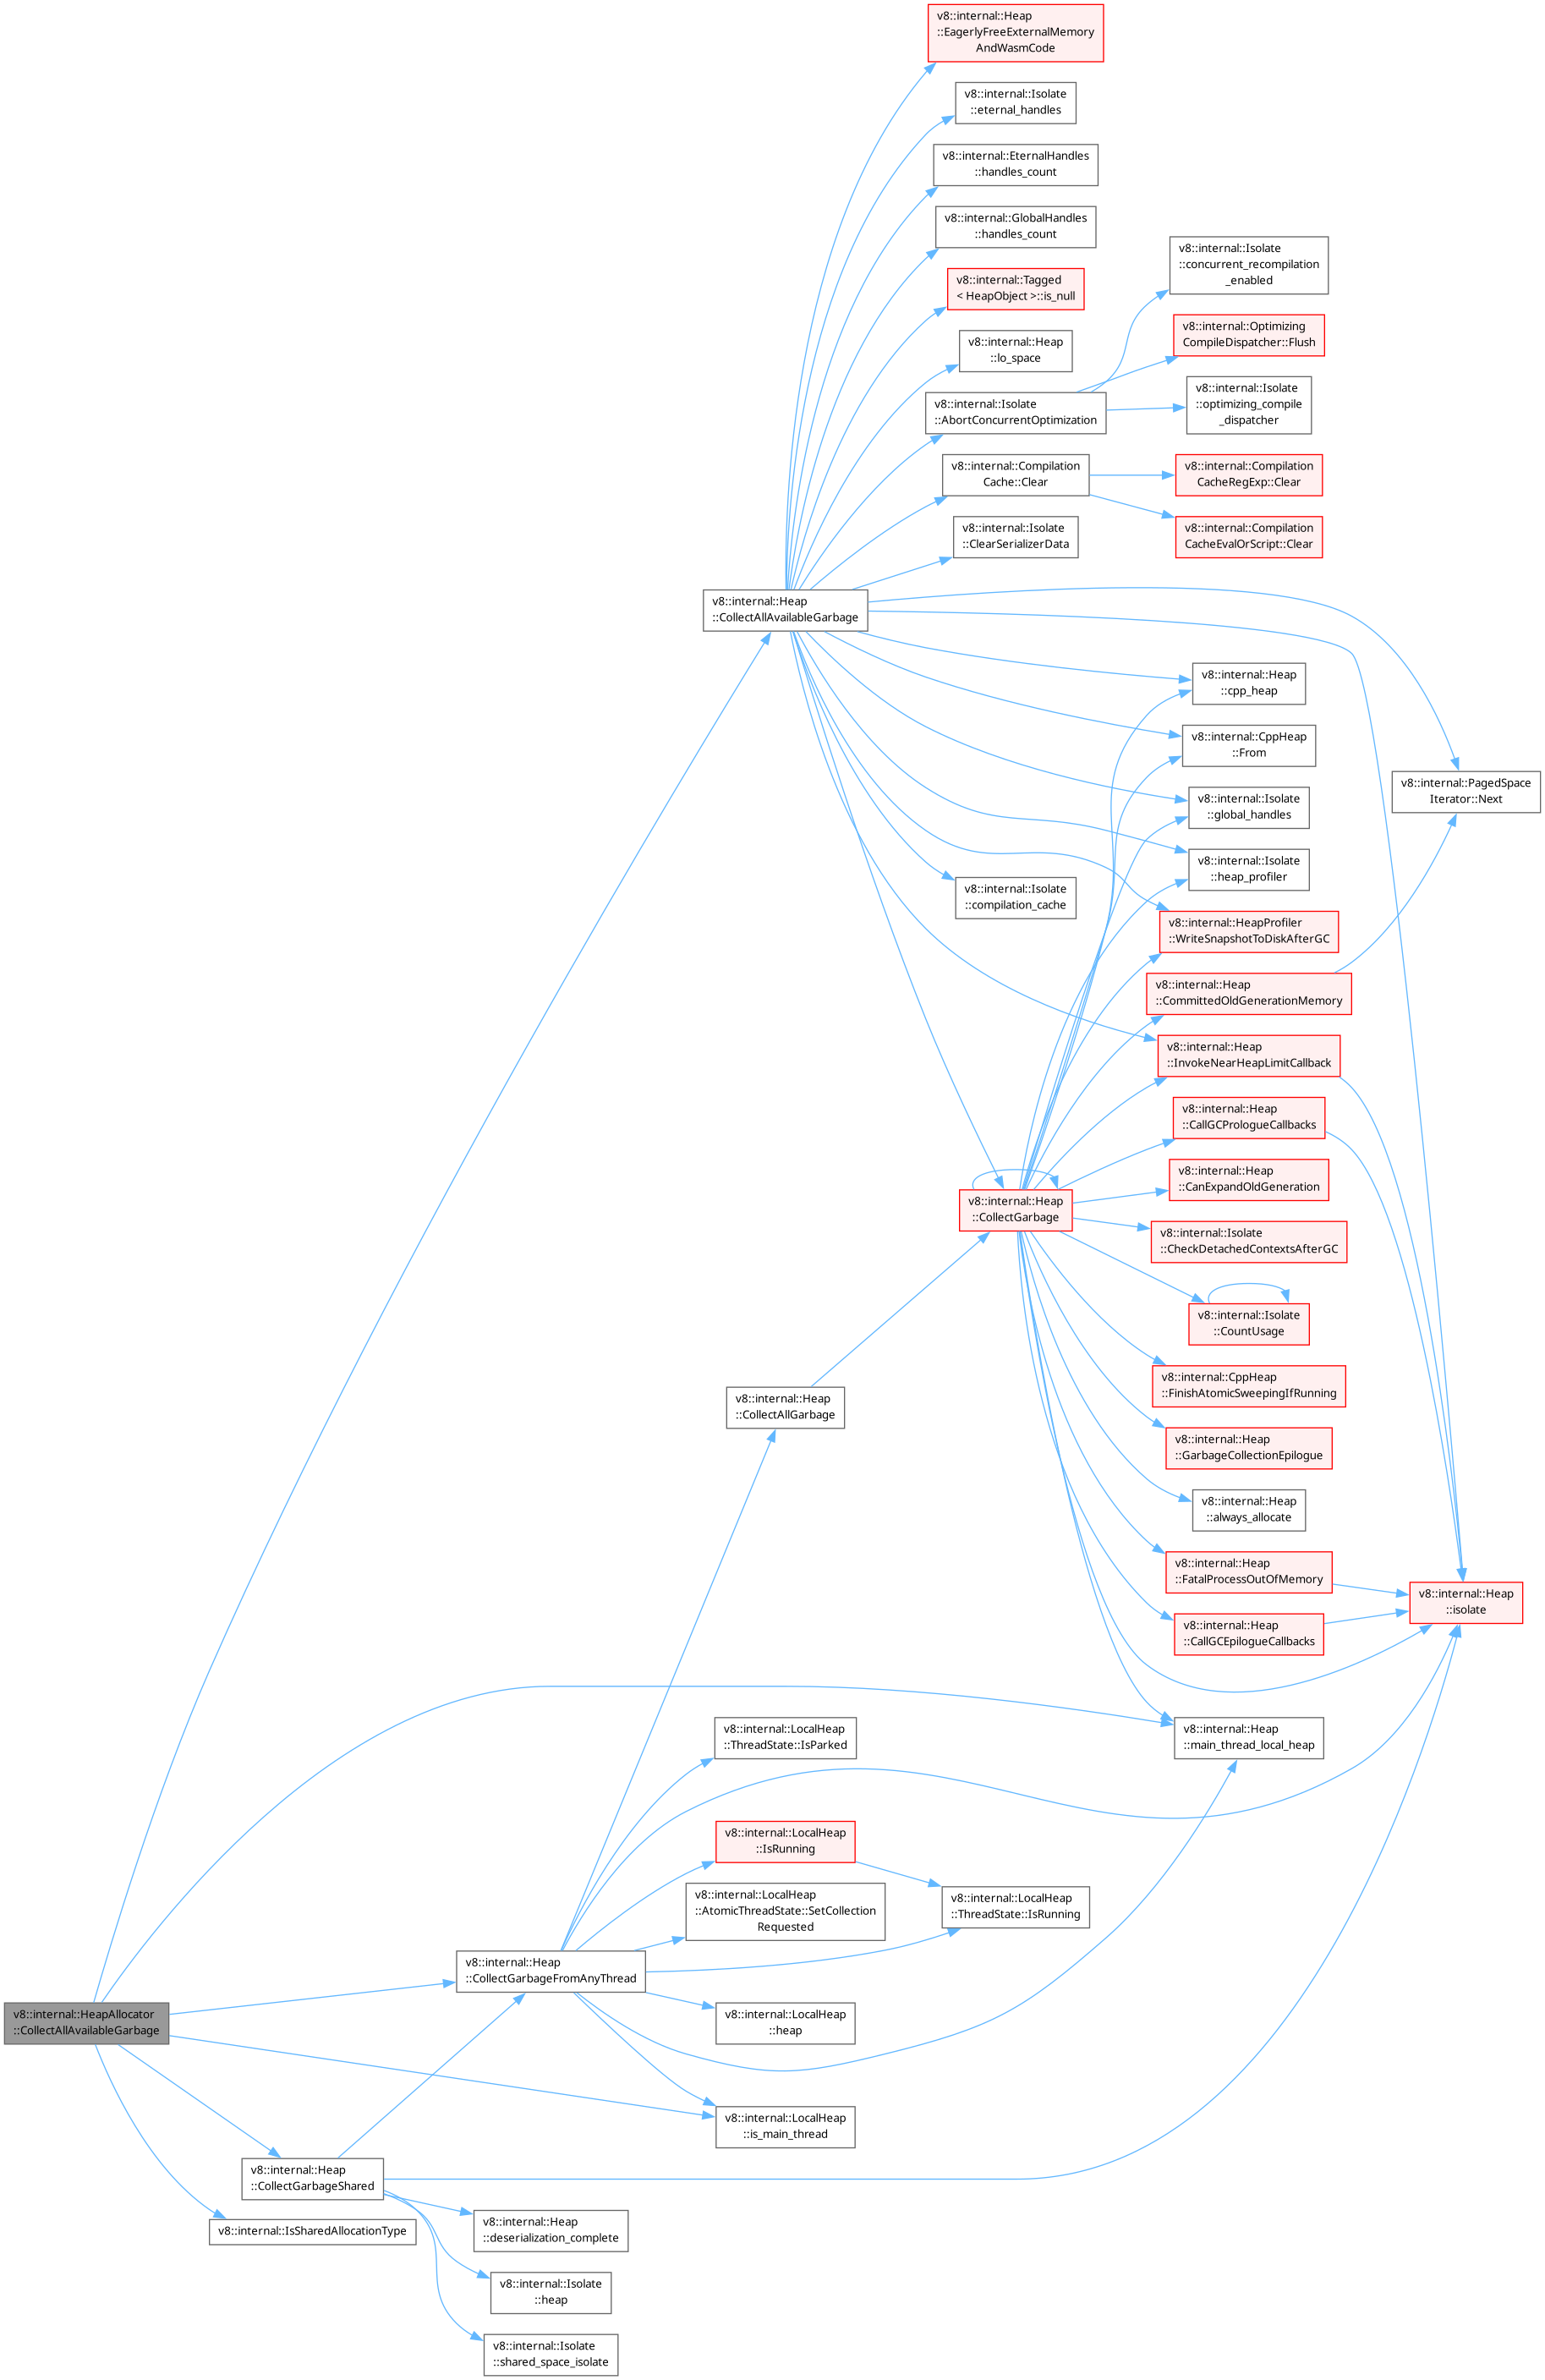 v8::internal::Heap
::EagerlyFreeExternalMemory
AndWasmCode
v8::internal::Isolate
::eternal_handles
v8::internal::EternalHandles
::handles_count
v8::internal::GlobalHandles
::handles_count
v8::internal::Tagged
< HeapObject >::is_null
v8::internal::Heap
::lo_space
v8::internal::Isolate
::concurrent_recompilation
_enabled
v8::internal::Optimizing
CompileDispatcher::Flush
v8::internal::Isolate
::optimizing_compile
_dispatcher
v8::internal::Isolate
::AbortConcurrentOptimization
v8::internal::Compilation
Cache::Clear
v8::internal::Compilation
CacheRegExp::Clear
v8::internal::Compilation
CacheEvalOrScript::Clear
v8::internal::Isolate
::ClearSerializerData
v8::internal::Heap
::CollectAllAvailableGarbage
v8::internal::Heap
::cpp_heap
v8::internal::CppHeap
::From
v8::internal::PagedSpace
Iterator::Next
v8::internal::Isolate
::global_handles
v8::internal::Isolate
::heap_profiler
v8::internal::Isolate
::compilation_cache
v8::internal::HeapProfiler
::WriteSnapshotToDiskAfterGC
v8::internal::Heap
::CommittedOldGenerationMemory
v8::internal::Heap
::InvokeNearHeapLimitCallback
v8::internal::Heap
::CallGCPrologueCallbacks
v8::internal::Heap
::CanExpandOldGeneration
v8::internal::Heap
::CollectGarbage
v8::internal::Isolate
::CheckDetachedContextsAfterGC
v8::internal::Isolate
::CountUsage
v8::internal::CppHeap
::FinishAtomicSweepingIfRunning
v8::internal::Heap
::CollectAllGarbage
v8::internal::Heap
::GarbageCollectionEpilogue
v8::internal::Heap
::always_allocate
v8::internal::Heap
::FatalProcessOutOfMemory
v8::internal::Heap
::isolate
v8::internal::Heap
::CallGCEpilogueCallbacks
v8::internal::Heap
::main_thread_local_heap
v8::internal::LocalHeap
::ThreadState::IsParked
v8::internal::LocalHeap
::IsRunning
v8::internal::LocalHeap
::AtomicThreadState::SetCollection
Requested
v8::internal::LocalHeap
::ThreadState::IsRunning
v8::internal::Heap
::CollectGarbageFromAnyThread
v8::internal::LocalHeap
::heap
v8::internal::HeapAllocator
::CollectAllAvailableGarbage
v8::internal::LocalHeap
::is_main_thread
v8::internal::Heap
::CollectGarbageShared
v8::internal::IsSharedAllocationType
v8::internal::Heap
::deserialization_complete
v8::internal::Isolate
::heap
v8::internal::Isolate
::shared_space_isolate